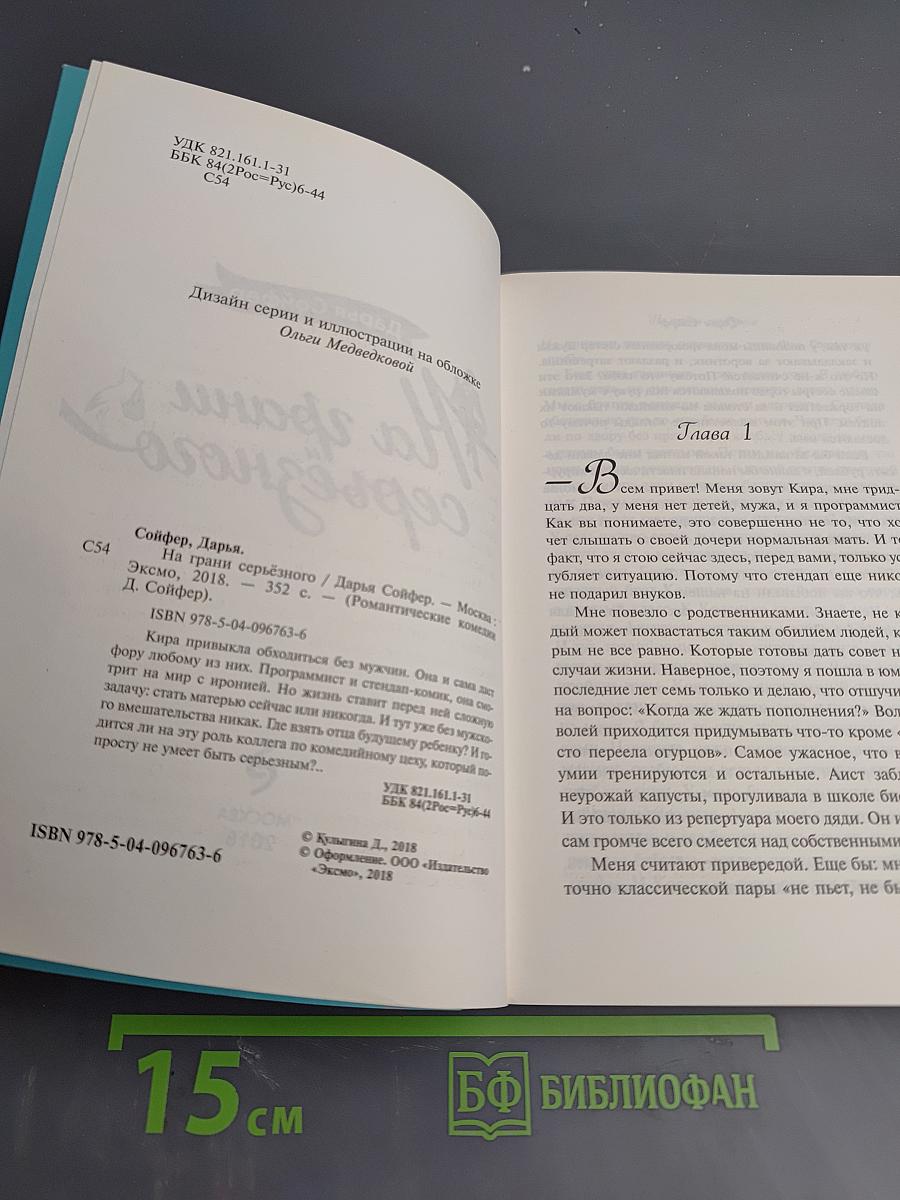 УДК 821.161.1-31
ББК 84(2Рос=Рус)6-44
С54
Дизайн серии и иллюстрации на обложке
Ольги Медведковой
Сойфер, Дарья.
С54 На грани серьёзного / Дарья Сойфер. — Москва :
Эксмо, 2018. — 352 с. — (Романтические комедии
Д. Сойфер).
ISBN 978-5-04-096763-6
Кира привыкла обходиться без мужчин. Она и сама даст
фору любому из них. Программист и стендап-комик, она смо-
трит на мир с иронией. Но жизнь ставит перед ней сложную
задачу: стать матерью сейчас или никогда. И тут уже без мужско-
го вмешательства никак. Где взять отца будущему ребенку? И го-
дится ли на эту роль коллега по комедийному цеху, который по-
просту не умеет быть серьезным?..
УДК 821.161.1-31
ББК 84(2Рос=Рус)6-44
ISBN 978-5-04-096763-6
© Кулыгина Д., 2018
© Оформление. ООО «Издательство
«Эксмо», 2018
Глава 1
— Всем привет! Меня зовут Кира, мне трид-
цать два, у меня нет детей, мужа, и я программист
Как вы понимаете, это совершенно не то, что хо
чет слышать о своей дочери нормальная мать. И то
факт, что я стою сейчас здесь, перед вами, только ус
губляет ситуацию. Потому что стендап еще нико
не подарил внуков.
Мне повезло с родственниками. Знаете, не к
дый может похвастаться таким обилием людей, к
рым не все равно. Которые готовы дать совет н
случаи жизни. Наверное, поэтому я пошла в юм
последние лет семь только и делаю, что отшучи
на вопрос: «Когда же ждать пополнения?» Вол
волей приходится придумывать что-то кроме «
сто переела огурцов». Самое ужасное, что в
умии тренируются и остальные. Аист забл
неурожай капусты, прогуливала в школе био
И это только из репертуара моего дяди. Он и
сам громче всего смеется над собственными
Меня считают привередой. Еще бы: мн
точно классической пары «не пьет, не бь
15 см
БФ БИБЛИОФАН